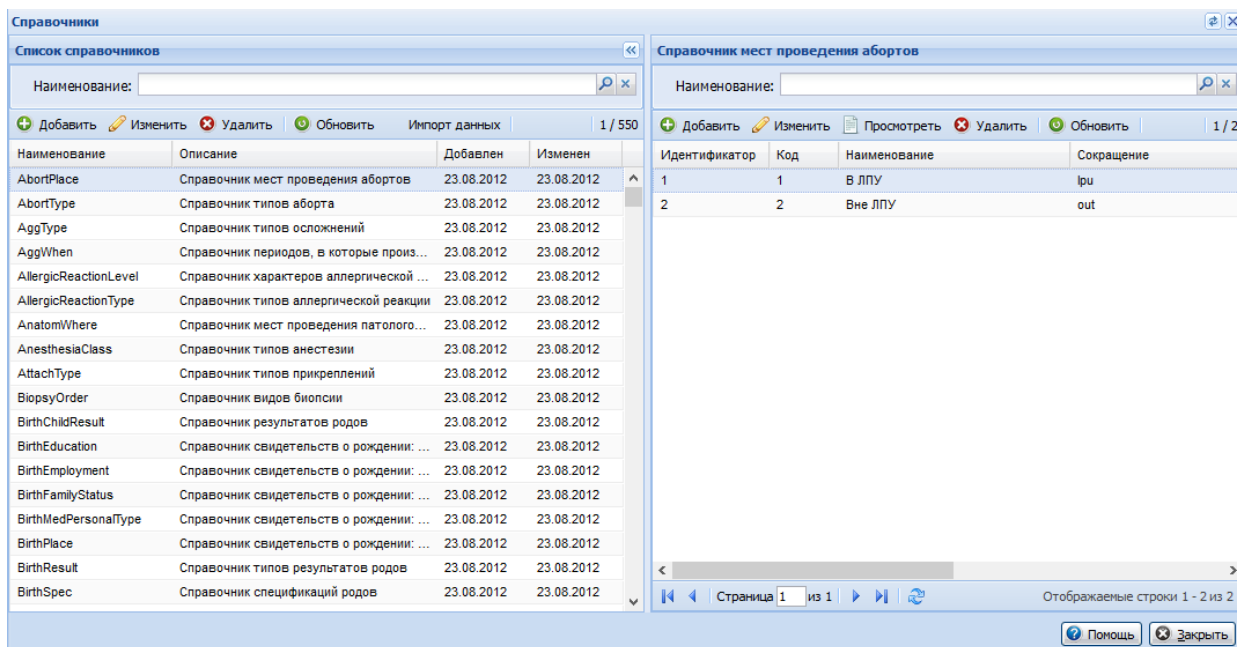 Справочники
Список справочников
Наименование:
Добавить Изменить Удалить Обновить Импорт данных 1 / 550
Наименование Описание Добавлен Изменен
AbortPlace Справочник мест проведения абортов 23.08.2012 23.08.2012
AbortType Справочник типов аборта 23.08.2012 23.08.2012
AggType Справочник типов осложнений 23.08.2012 23.08.2012
AggWhen Справочник периодов, в которые произ... 23.08.2012 23.08.2012
AllergicReactionLevel Справочник характеров аллергической ... 23.08.2012 23.08.2012
AllergicReactionType Справочник типов аллергической реакции 23.08.2012 23.08.2012
AnatomWhere Справочник мест проведения патолого... 23.08.2012 23.08.2012
AnesthesiaClass Справочник типов анестезии 23.08.2012 23.08.2012
AttachType Справочник типов прикреплений 23.08.2012 23.08.2012
BiopsyOrder Справочник видов биопсии 23.08.2012 23.08.2012
BirthChildResult Справочник результатов родов 23.08.2012 23.08.2012
BirthEducation Справочник свидетельств о рождении: ... 23.08.2012 23.08.2012
BirthEmployment Справочник свидетельств о рождении: ... 23.08.2012 23.08.2012
BirthFamilyStatus Справочник свидетельств о рождении: ... 23.08.2012 23.08.2012
BirthMedPersonalType Справочник свидетельств о рождении: ... 23.08.2012 23.08.2012
BirthPlace Справочник свидетельств о рождении: ... 23.08.2012 23.08.2012
BirthResult Справочник типов результатов родов 23.08.2012 23.08.2012
BirthSpec Справочник спецификаций родов 23.08.2012 23.08.2012
Справочник мест проведения абортов
Наименование:
Добавить Изменить Просмотреть Удалить Обновить 1 / 2
Идентификатор Код Наименование Сокращение
1 1 В ЛПУ lpu
2 2 Вне ЛПУ out
Страница 1 из 1 Отображаемые строки 1 - 2 из 2
Помощь Закрыть